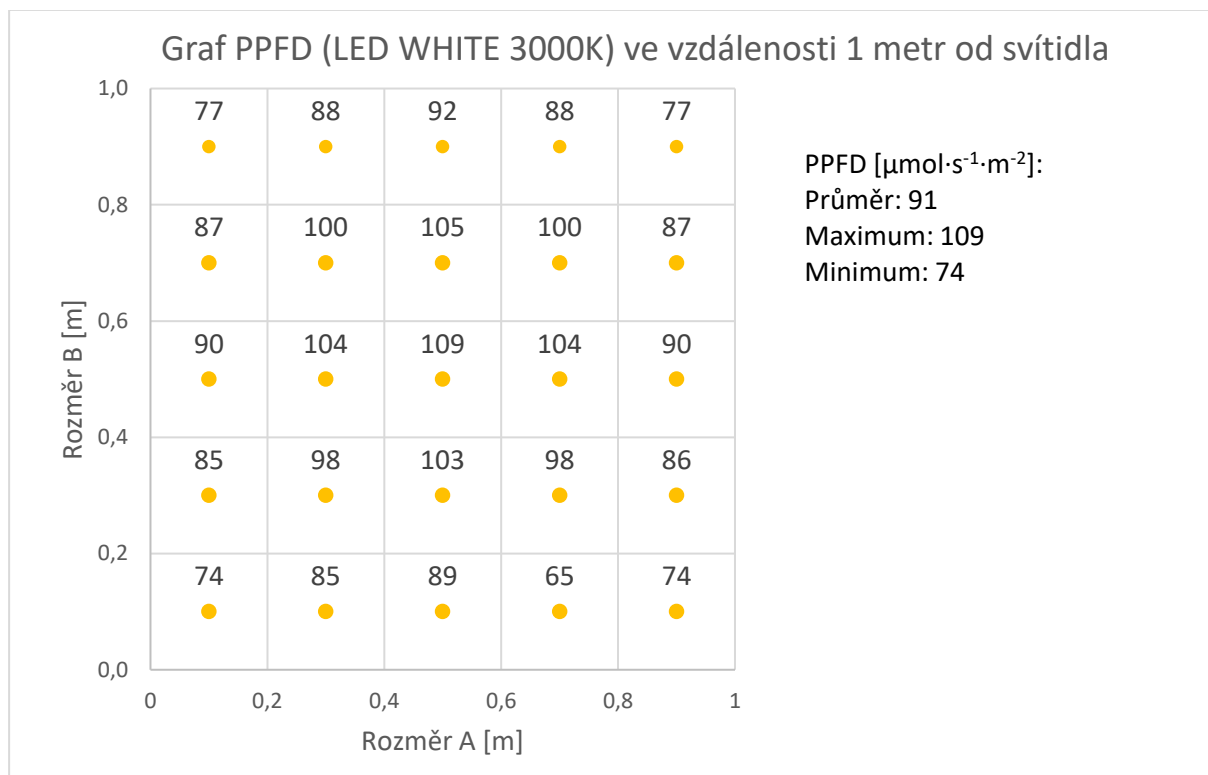 Graf PPFD (LED WHITE 3000K) ve vzdálenosti 1 metr od svítidla
1,0
77 88 92 88 77
PPFD [µmol·s⁻¹·m⁻²]:
Průměr: 91
Maximum: 109
Minimum: 74
0,8
87 100 105 100 87
0,6
90 104 109 104 90
Rozměr B [m]
0,4
85 98 103 98 86
0,2
74 85 89 65 74
0,0
0 0,2 0,4 0,6 0,8 1
Rozměr A [m]